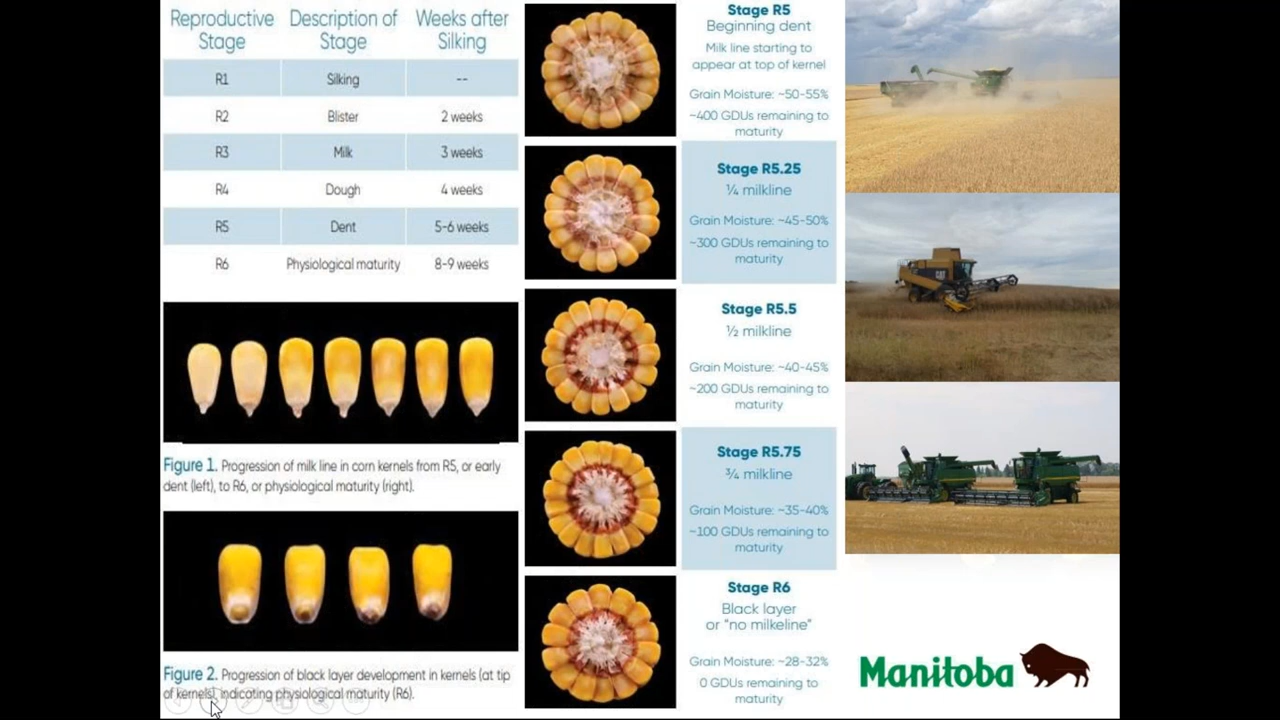 Reproductive Stage
Description of Stage
Weeks after Silking
R1 Silking --
R2 Blister 2 weeks
R3 Milk 3 weeks
R4 Dough 4 weeks
R5 Dent 5-6 weeks
R6 Physiological maturity 8-9 weeks
Figure 1. Progression of milk line in corn kernels from R5, or early
dent (left), to R6, or physiological maturity (right).
Figure 2. Progression of black layer development in kernels (at tip
of kernels), indicating physiological maturity (R6).
Stage R5
Beginning dent
Milk line starting to
appear at top of kernel
Grain Moisture: ~50-55%
~400 GDUs remaining to
maturity
Stage R5.25
¼ milkline
Grain Moisture: ~45-50%
~300 GDUs remaining to
maturity
Stage R5.5
½ milkline
Grain Moisture: ~40-45%
~200 GDUs remaining to
maturity
Stage R5.75
¾ milkline
Grain Moisture: ~35-40%
~100 GDUs remaining to
maturity
Stage R6
Black layer
or "no milkeline"
Grain Moisture: ~28-32%
0 GDUs remaining to
maturity
CAT
Manitoba